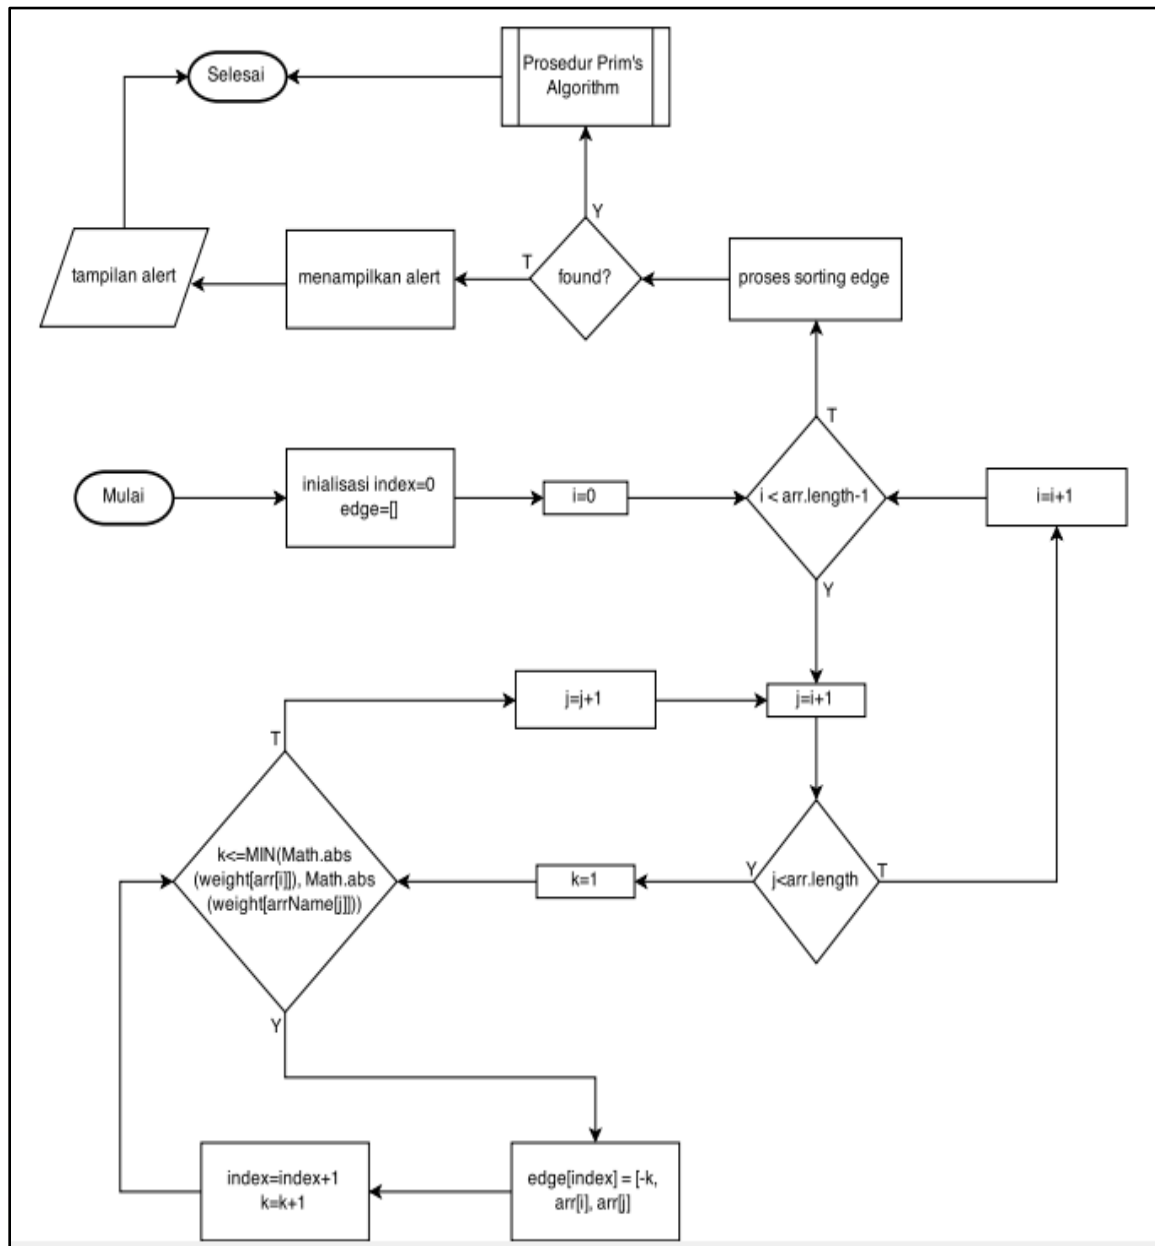 Selesai
Prosedur Prim's
Algorithm
Y
tampilan alert
menampilkan alert
T
found?
proses sorting edge
T
Mulai
inialisasi index=0
edge=[]
i=0
i < arr.length-1
i=i+1
Y
j=j+1
j=i+1
T
k<=MIN(Math.abs
(weight[arr[i]]), Math.abs
(weight[arrName[j]]))
k=1
Y
j<arr.length
T
Y
index=index+1
k=k+1
edge[index] = [-k,
arr[i], arr[j]